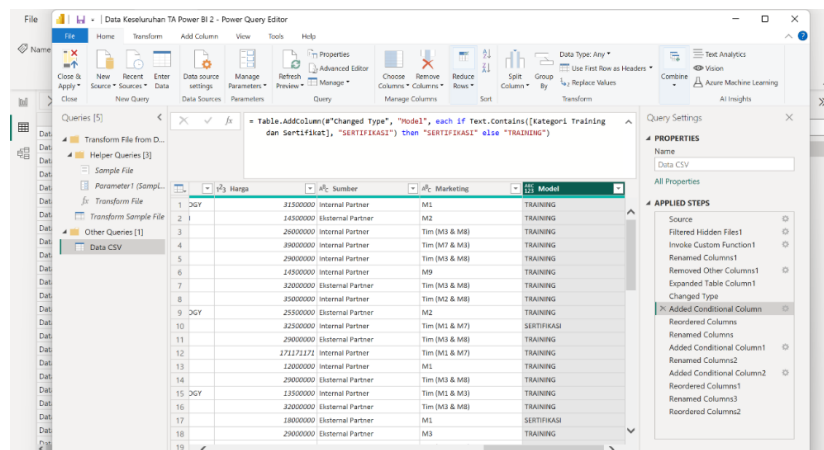 File
Data Keseluruhan TA Power BI 2 - Power Query Editor
File Home Transform Add Column View Tools Help
Name
Close & Apply
New Source
Recent Sources
Enter Data
Data source settings
Manage Parameters
Refresh Preview
Properties
Advanced Editor
Manage
Choose Columns
Remove Columns
Reduce Rows
Split Column
Group By
Data Type: Any
Use First Row as Headers
Replace Values
Combine
Text Analytics
Vision
Azure Machine Learning
Close New Query Data Sources Parameters Query Manage Columns Sort Transform AI Insights
Queries [5]
Transform File from D...
Helper Queries [3]
Sample File
Parameter1 (Sampl...
Transform File
Transform Sample File
Other Queries [1]
Data CSV
= Table.AddColumn(#"Changed Type", "Model", each if Text.Contains([Kategori Training
dan Sertifikat], "SERTIFIKASI") then "SERTIFIKASI" else "TRAINING")
Harga Sumber Marketing Model
1 OGY 31500000 Internal Partner M1 TRAINING
2 14500000 Eksternal Partner M2 TRAINING
3 26000000 Internal Partner Tim (M3 & M8) TRAINING
4 39000000 Internal Partner Tim (M7 & M3) TRAINING
5 29000000 Internal Partner Tim (M3 & M8) TRAINING
6 14500000 Internal Partner M9 TRAINING
7 32000000 Eksternal Partner Tim (M3 & M8) TRAINING
8 35000000 Internal Partner Tim (M2 & M8) TRAINING
9 OGY 25500000 Eksternal Partner M2 TRAINING
10 32500000 Internal Partner Tim (M1 & M7) SERTIFIKASI
11 29000000 Eksternal Partner Tim (M3 & M8) TRAINING
12 171171171 Internal Partner Tim (M1 & M7) TRAINING
13 12000000 Internal Partner M1 TRAINING
14 29000000 Eksternal Partner Tim (M3 & M8) TRAINING
15 OGY 13500000 Internal Partner Tim (M1 & M3) TRAINING
16 32000000 Eksternal Partner Tim (M3 & M8) TRAINING
17 18000000 Eksternal Partner M1 SERTIFIKASI
18 29000000 Eksternal Partner M3 TRAINING
19
Query Settings
PROPERTIES
Name
Data CSV
All Properties
APPLIED STEPS
Source
Filtered Hidden Files1
Invoke Custom Function1
Renamed Columns1
Removed Other Columns1
Expanded Table Column1
Changed Type
Added Conditional Column
Reordered Columns
Renamed Columns
Added Conditional Column1
Renamed Columns2
Added Conditional Column2
Reordered Columns1
Renamed Columns3
Reordered Columns2